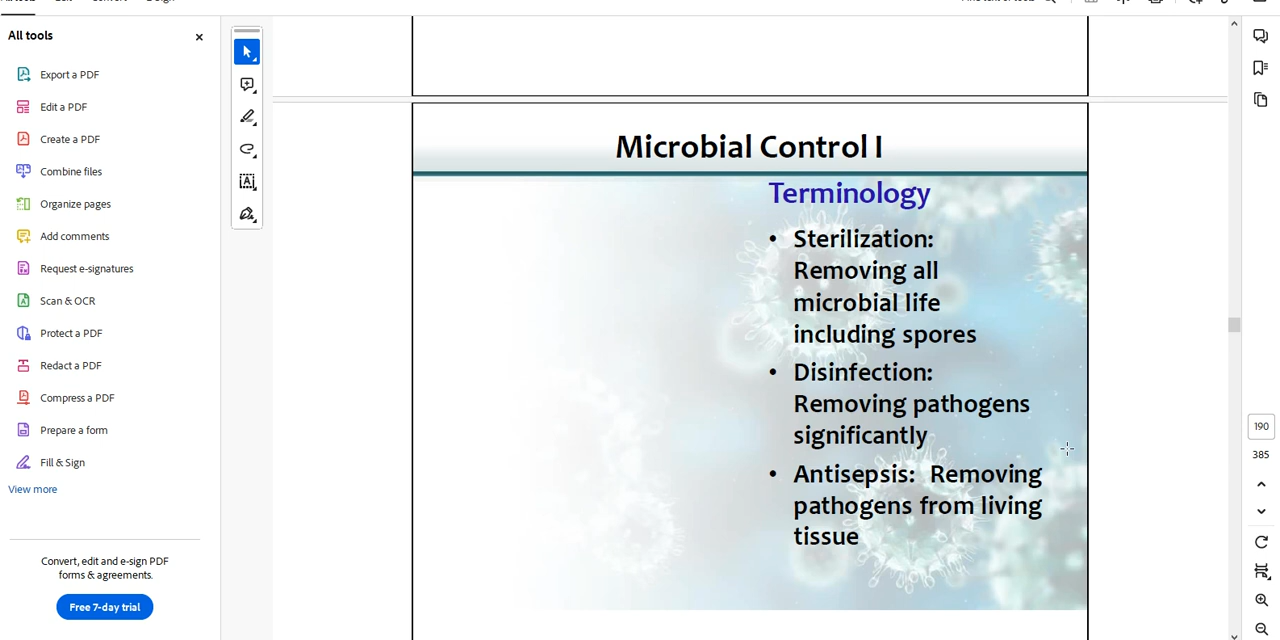 All tools
×
Export a PDF
Edit a PDF
Create a PDF
Combine files
Organize pages
Add comments
Request e-signatures
Scan & OCR
Protect a PDF
Redact a PDF
Compress a PDF
Prepare a form
Fill & Sign
View more
Convert, edit and e-sign PDF
forms & agreements.
Free 7-day trial
Microbial Control I
Terminology
• Sterilization:
Removing all
microbial life
including spores
• Disinfection:
Removing pathogens
significantly
• Antisepsis: Removing
pathogens from living
tissue
190
385